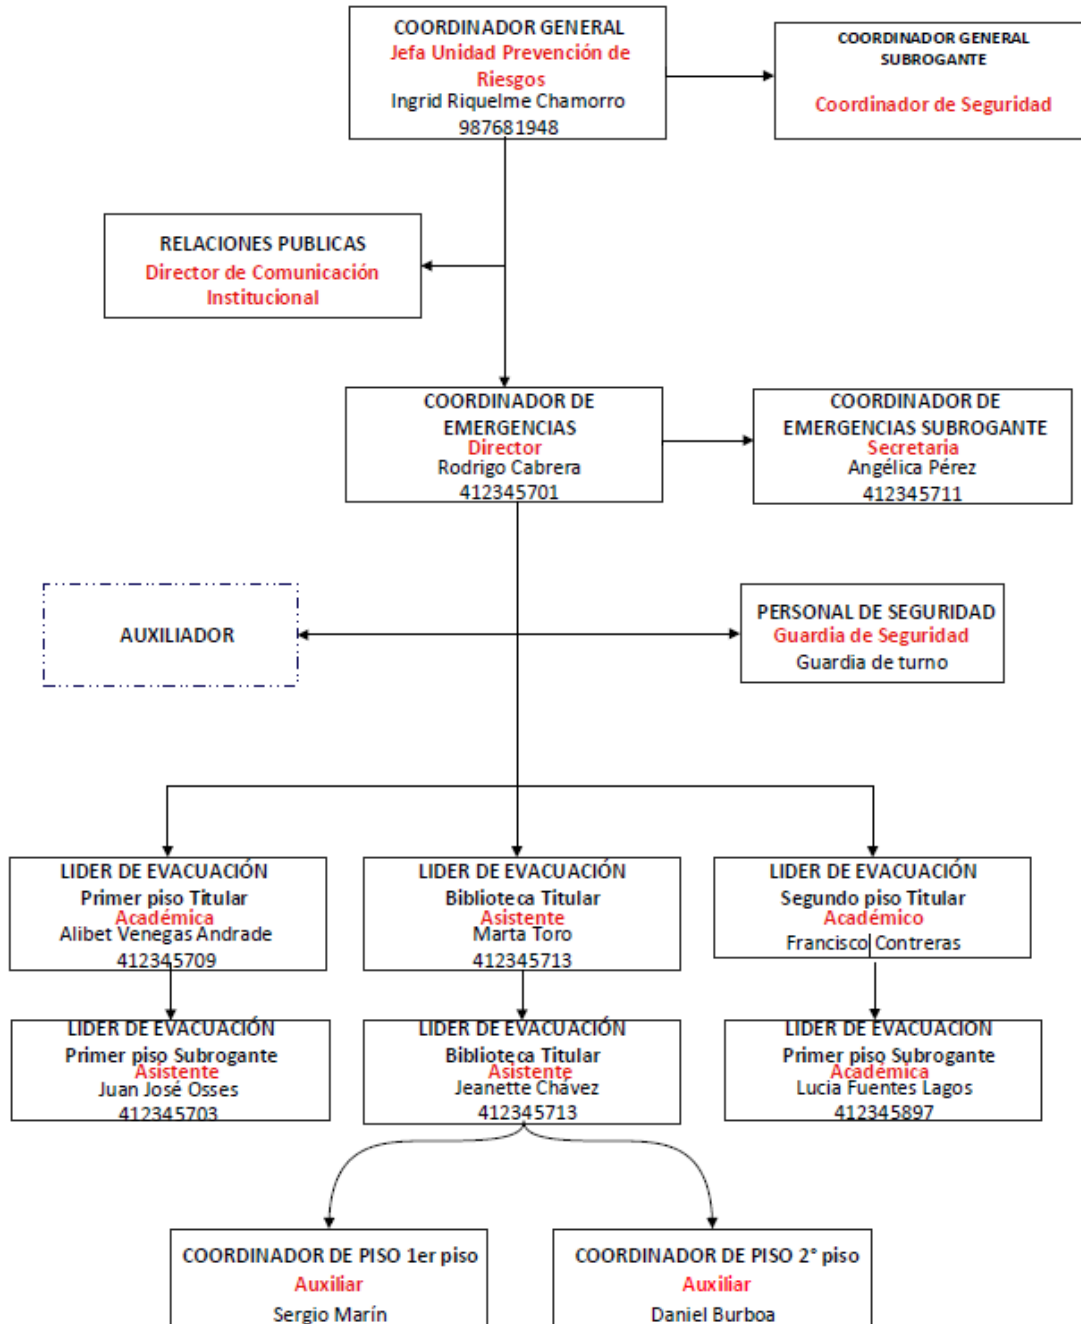 COORDINADOR GENERAL
Jefa Unidad Prevención de
Riesgos
Ingrid Riquelme Chamorro
987681948
COORDINADOR GENERAL
SUBROGANTE
Coordinador de Seguridad
RELACIONES PUBLICAS
Director de Comunicación
Institucional
COORDINADOR DE
EMERGENCIAS
Director
Rodrigo Cabrera
412345701
COORDINADOR DE
EMERGENCIAS SUBROGANTE
Secretaria
Angélica Pérez
412345711
AUXILIADOR
PERSONAL DE SEGURIDAD
Guardia de Seguridad
Guardia de turno
LIDER DE EVACUACIÓN
Primer piso Titular
Académica
Alibet Venegas Andrade
412345709
LIDER DE EVACUACIÓN
Biblioteca Titular
Asistente
Marta Toro
412345713
LIDER DE EVACUACIÓN
Segundo piso Titular
Académico
Francisco Contreras
LIDER DE EVACUACIÓN
Primer piso Subrogante
Asistente
Juan José Osses
412345703
LIDER DE EVACUACIÓN
Biblioteca Titular
Asistente
Jeanette Chávez
412345713
LIDER DE EVACUACION
Primer piso Subrogante
Académica
Lucia Fuentes Lagos
412345897
COORDINADOR DE PISO 1er piso
Auxiliar
Sergio Marín
COORDINADOR DE PISO 2° piso
Auxiliar
Daniel Burboa